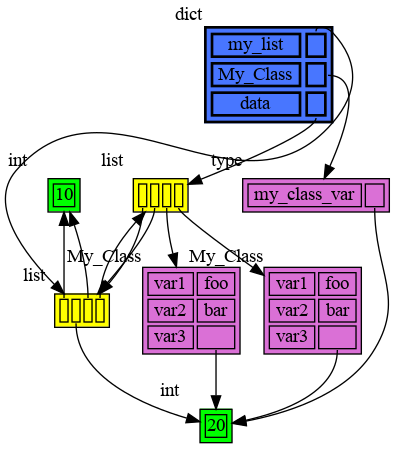 dict
my_list
My_Class
data
int
list
type
10
my_class_var
My_Class
My_Class
list
var1 foo
var2 bar
var3
var1 foo
var2 bar
var3
int
20